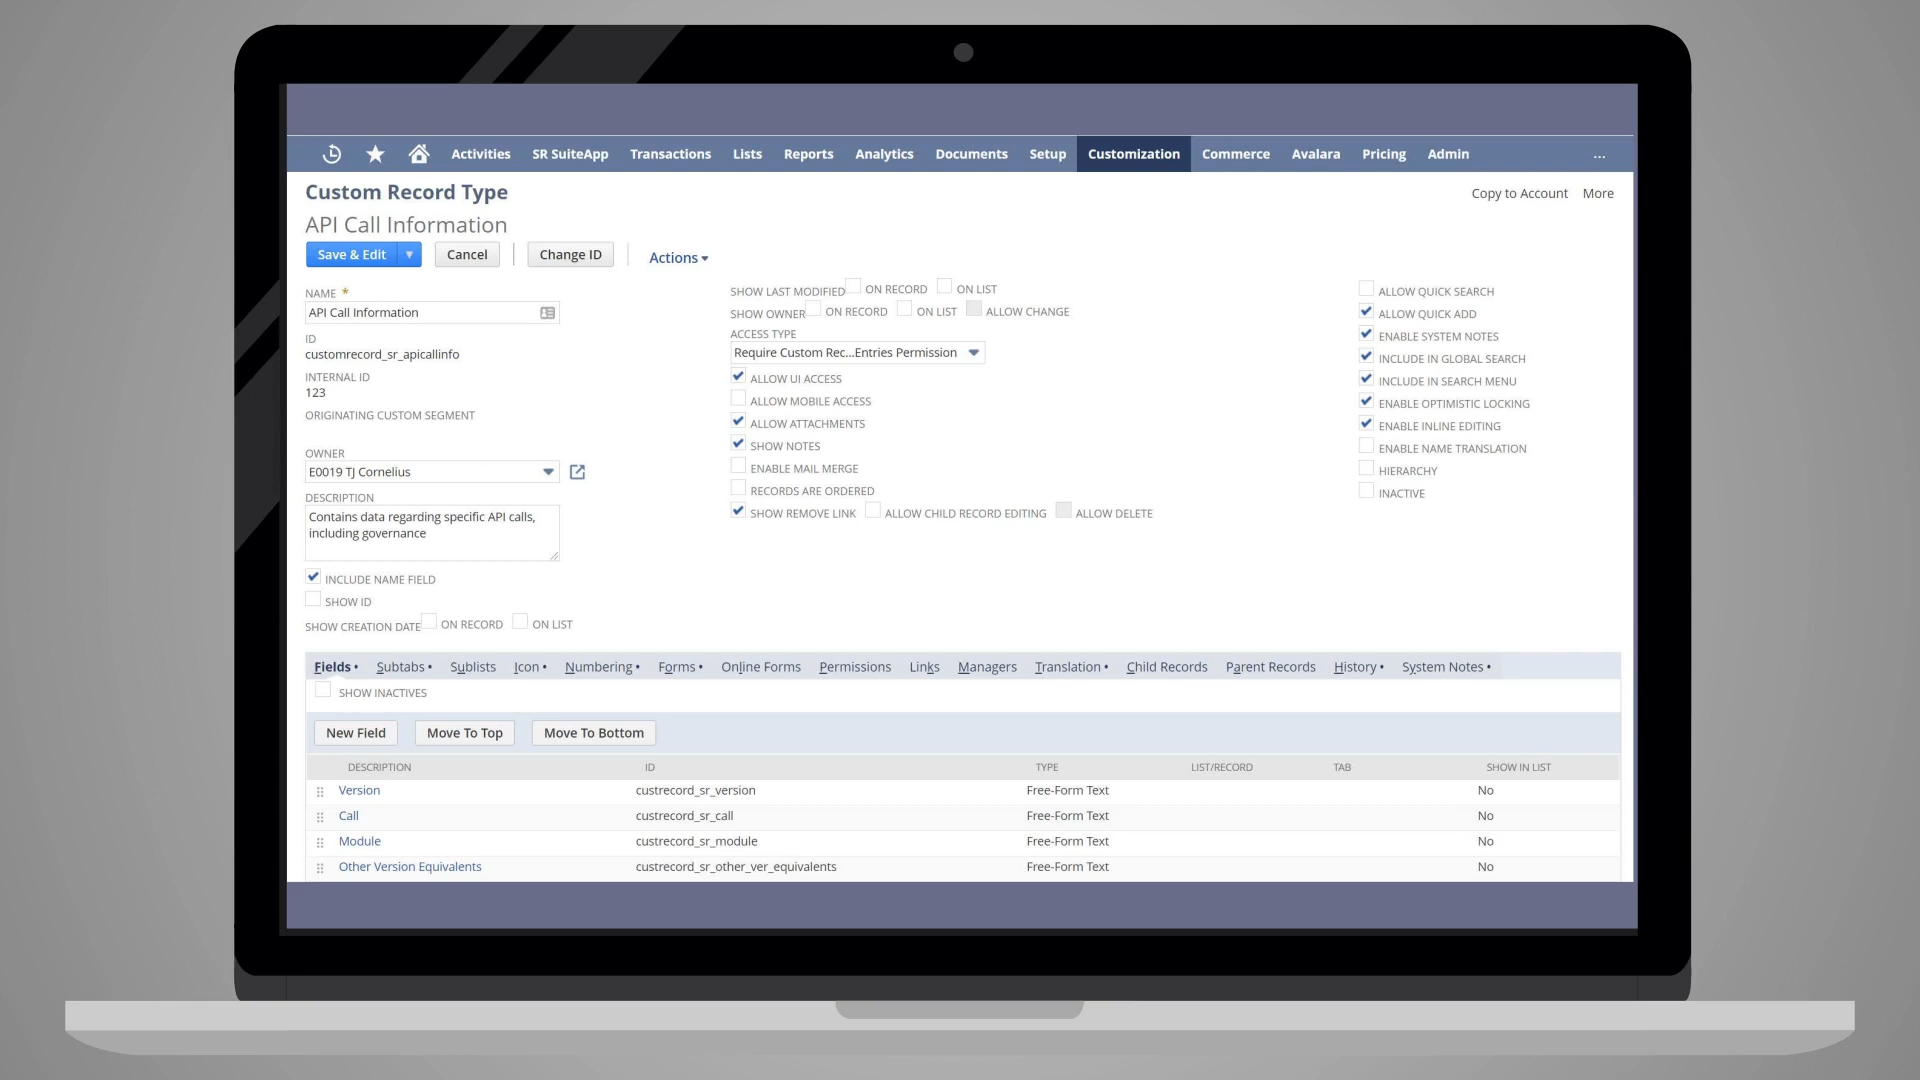 Activities SR SuiteApp Transactions Lists Reports Analytics Documents Setup Customization Commerce Avalara Pricing Admin ...
Custom Record Type
Copy to Account More
API Call Information
Save & Edit Cancel Change ID Actions
NAME *
API Call Information
ID
customrecord_sr_apicallinfo
INTERNAL ID
123
ORIGINATING CUSTOM SEGMENT
OWNER
E0019 TJ Cornelius
DESCRIPTION
Contains data regarding specific API calls,
including governance
INCLUDE NAME FIELD
SHOW ID
SHOW CREATION DATE ON RECORD ON LIST
SHOW LAST MODIFIED ON RECORD ON LIST
SHOW OWNER ON RECORD ON LIST ALLOW CHANGE
ACCESS TYPE
Require Custom Rec...Entries Permission
ALLOW UI ACCESS
ALLOW MOBILE ACCESS
ALLOW ATTACHMENTS
SHOW NOTES
ENABLE MAIL MERGE
RECORDS ARE ORDERED
SHOW REMOVE LINK ALLOW CHILD RECORD EDITING ALLOW DELETE
ALLOW QUICK SEARCH
ALLOW QUICK ADD
ENABLE SYSTEM NOTES
INCLUDE IN GLOBAL SEARCH
INCLUDE IN SEARCH MENU
ENABLE OPTIMISTIC LOCKING
ENABLE INLINE EDITING
ENABLE NAME TRANSLATION
HIERARCHY
INACTIVE
Fields • Subtabs • Sublists Icon • Numbering • Forms • Online Forms Permissions Links Managers Translation • Child Records Parent Records History • System Notes •
SHOW INACTIVES
New Field Move To Top Move To Bottom
DESCRIPTION ID TYPE LIST/RECORD TAB SHOW IN LIST
Version custrecord_sr_version Free-Form Text No
Call custrecord_sr_call Free-Form Text No
Module custrecord_sr_module Free-Form Text No
Other Version Equivalents custrecord_sr_other_ver_equivalents Free-Form Text No